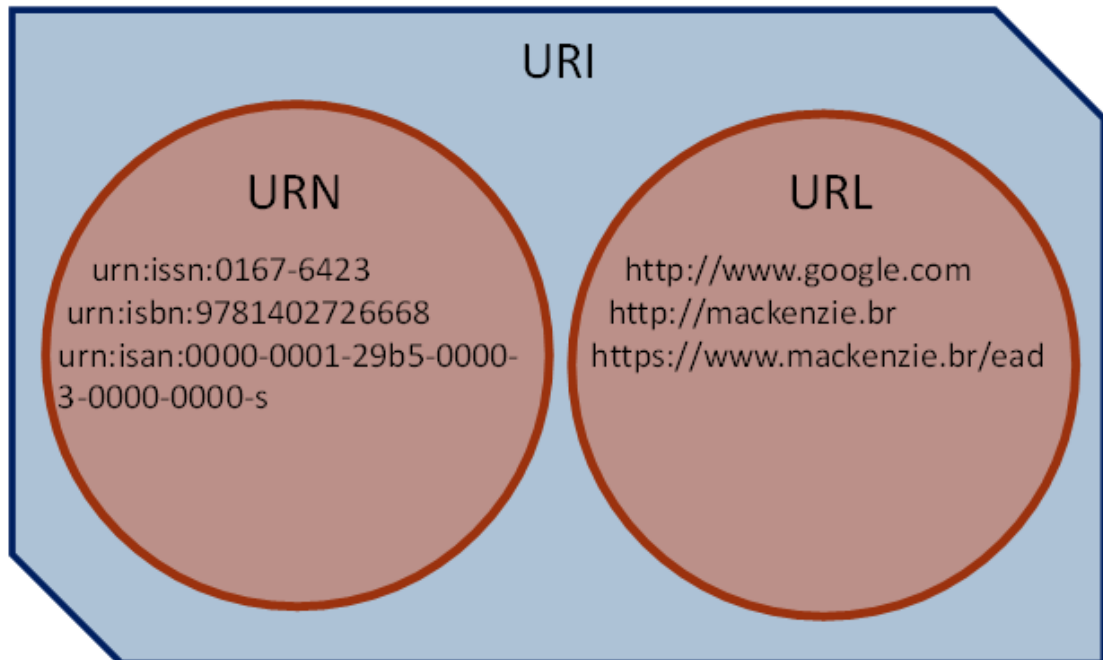 URI
URN
urn:issn:0167-6423
urn:isbn:9781402726668
urn:isan:0000-0001-29b5-0000-
3-0000-0000-s
URL
http://www.google.com
http://mackenzie.br
https://www.mackenzie.br/ead